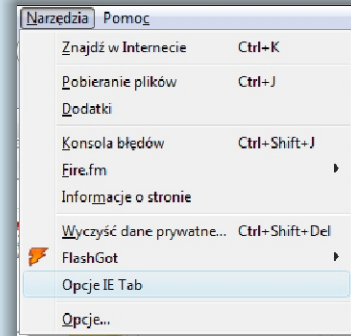 Narzędzia Pomoc
Znajdź w Internecie Ctrl+K
Pobieranie plików Ctrl+J
Dodatki
Konsola błędów Ctrl+Shift+J
Fire.fm
Informacje o stronie
Wyczyść dane prywatne... Ctrl+Shift+Del
FlashGot
Opcje IE Tab
Opcje...